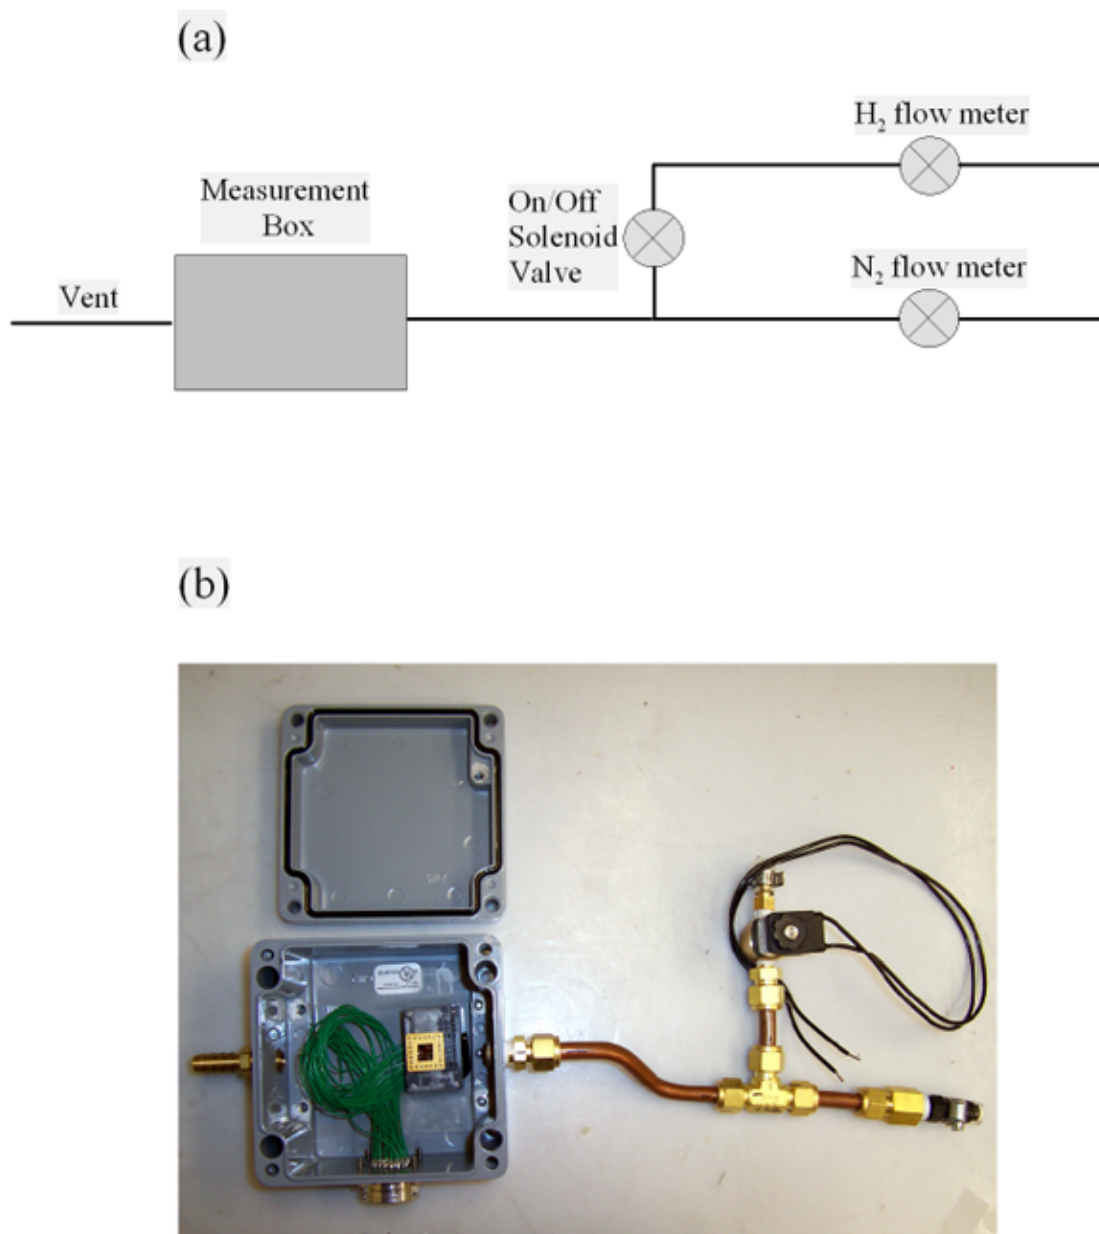 (a)
H₂ flow meter
Measurement
Box
On/Off
Solenoid
Valve
N₂ flow meter
Vent
(b)